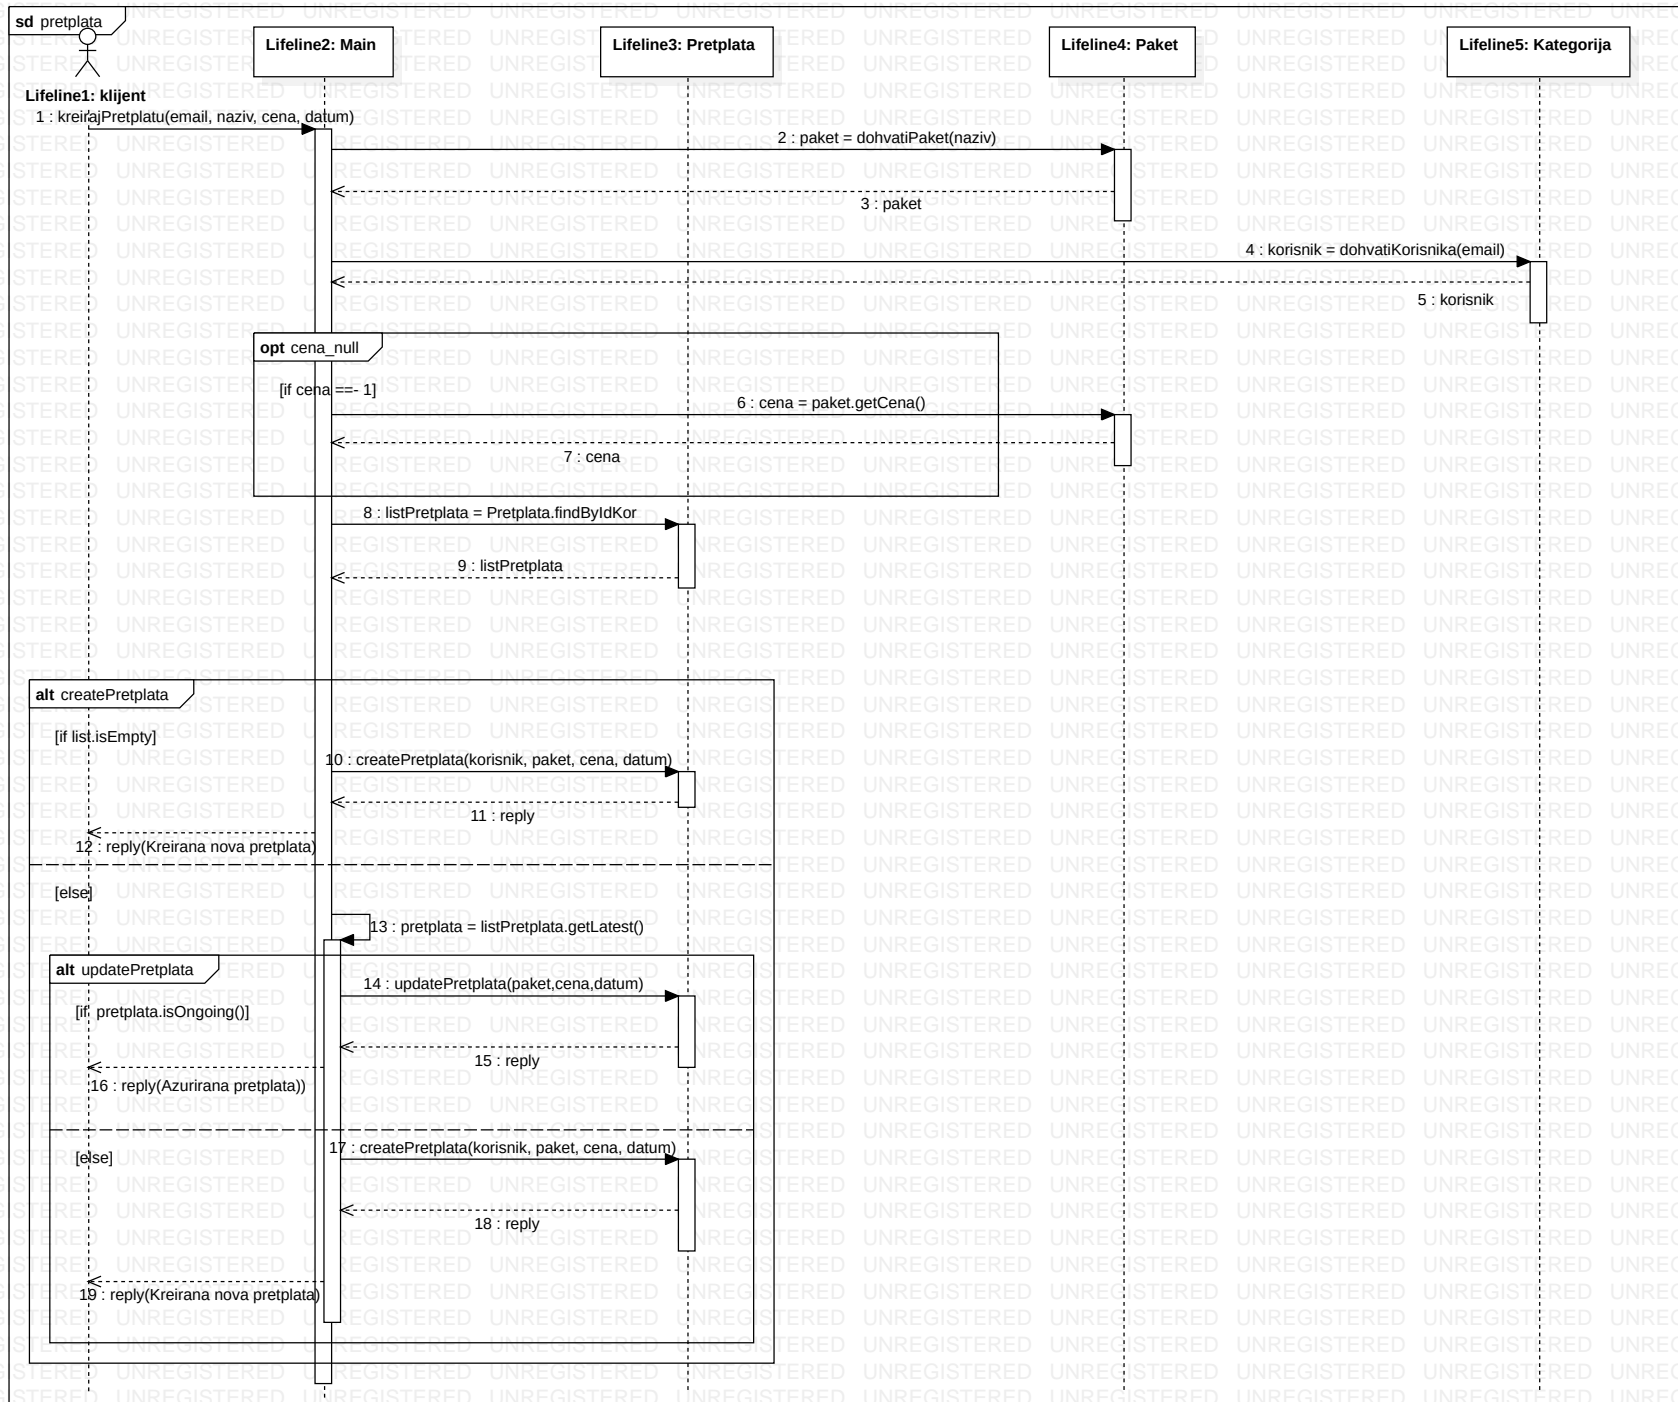 sd pretplata
Lifeline1: klijent
Lifeline2: Main
Lifeline3: Pretplata
Lifeline4: Paket
Lifeline5: Kategorija
1 : kreirajPretplatu(email, naziv, cena, datum)
2 : paket = dohvatiPaket(naziv)
3 : paket
4 : korisnik = dohvatiKorisnika(email)
5 : korisnik
opt cena_null
[if cena ==- 1]
6 : cena = paket.getCena()
7 : cena
8 : listPretplata = Pretplata.findByIdKor
9 : listPretplata
alt createPretplata
[if list.isEmpty]
10 : createPretplata(korisnik, paket, cena, datum)
11 : reply
12 : reply(Kreirana nova pretplata)
[else]
13 : pretplata = listPretplata.getLatest()
alt updatePretplata
14 : updatePretplata(paket,cena,datum)
[if  pretplata.isOngoing()]
15 : reply
16 : reply(Azurirana pretplata))
17 : createPretplata(korisnik, paket, cena, datum)
[else]
18 : reply
19 : reply(Kreirana nova pretplata)
UNREGISTERED